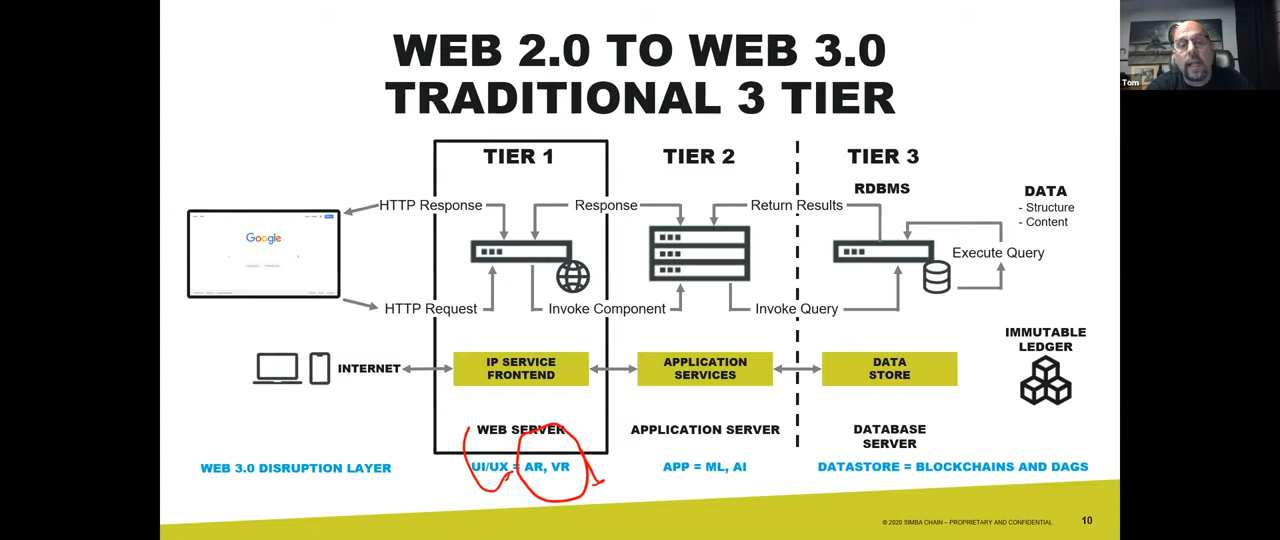 WEB 2.0 TO WEB 3.0
TRADITIONAL 3 TIER
Tom
TIER 1
TIER 2
TIER 3
RDBMS
DATA
- Structure
- Content
HTTP Response
Response
Return Results
Google
Execute Query
HTTP Request
Invoke Component
Invoke Query
IMMUTABLE
LEDGER
INTERNET
IP SERVICE
FRONTEND
APPLICATION
SERVICES
DATA
STORE
WEB SERVER
APPLICATION SERVER
DATABASE
SERVER
WEB 3.0 DISRUPTION LAYER
UI/UX = AR, VR
APP = ML, AI
DATASTORE = BLOCKCHAINS AND DAGS
© 2020 SIMBA CHAIN – PROPRIETARY AND CONFIDENTIAL
10